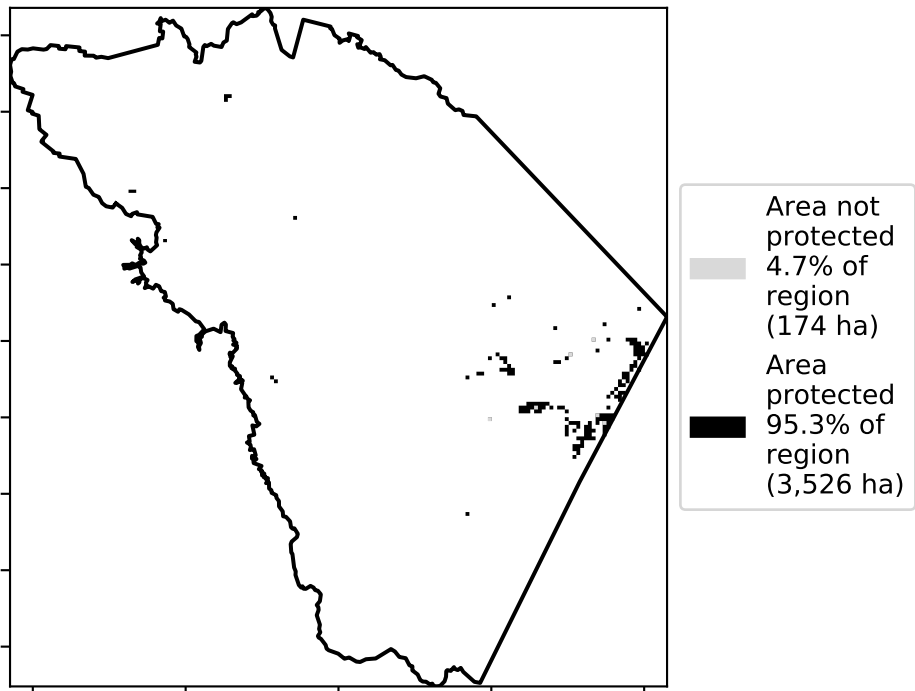 Area not
protected
4.7% of
region
(174 ha)
Area
protected
95.3% of
region
(3,526 ha)